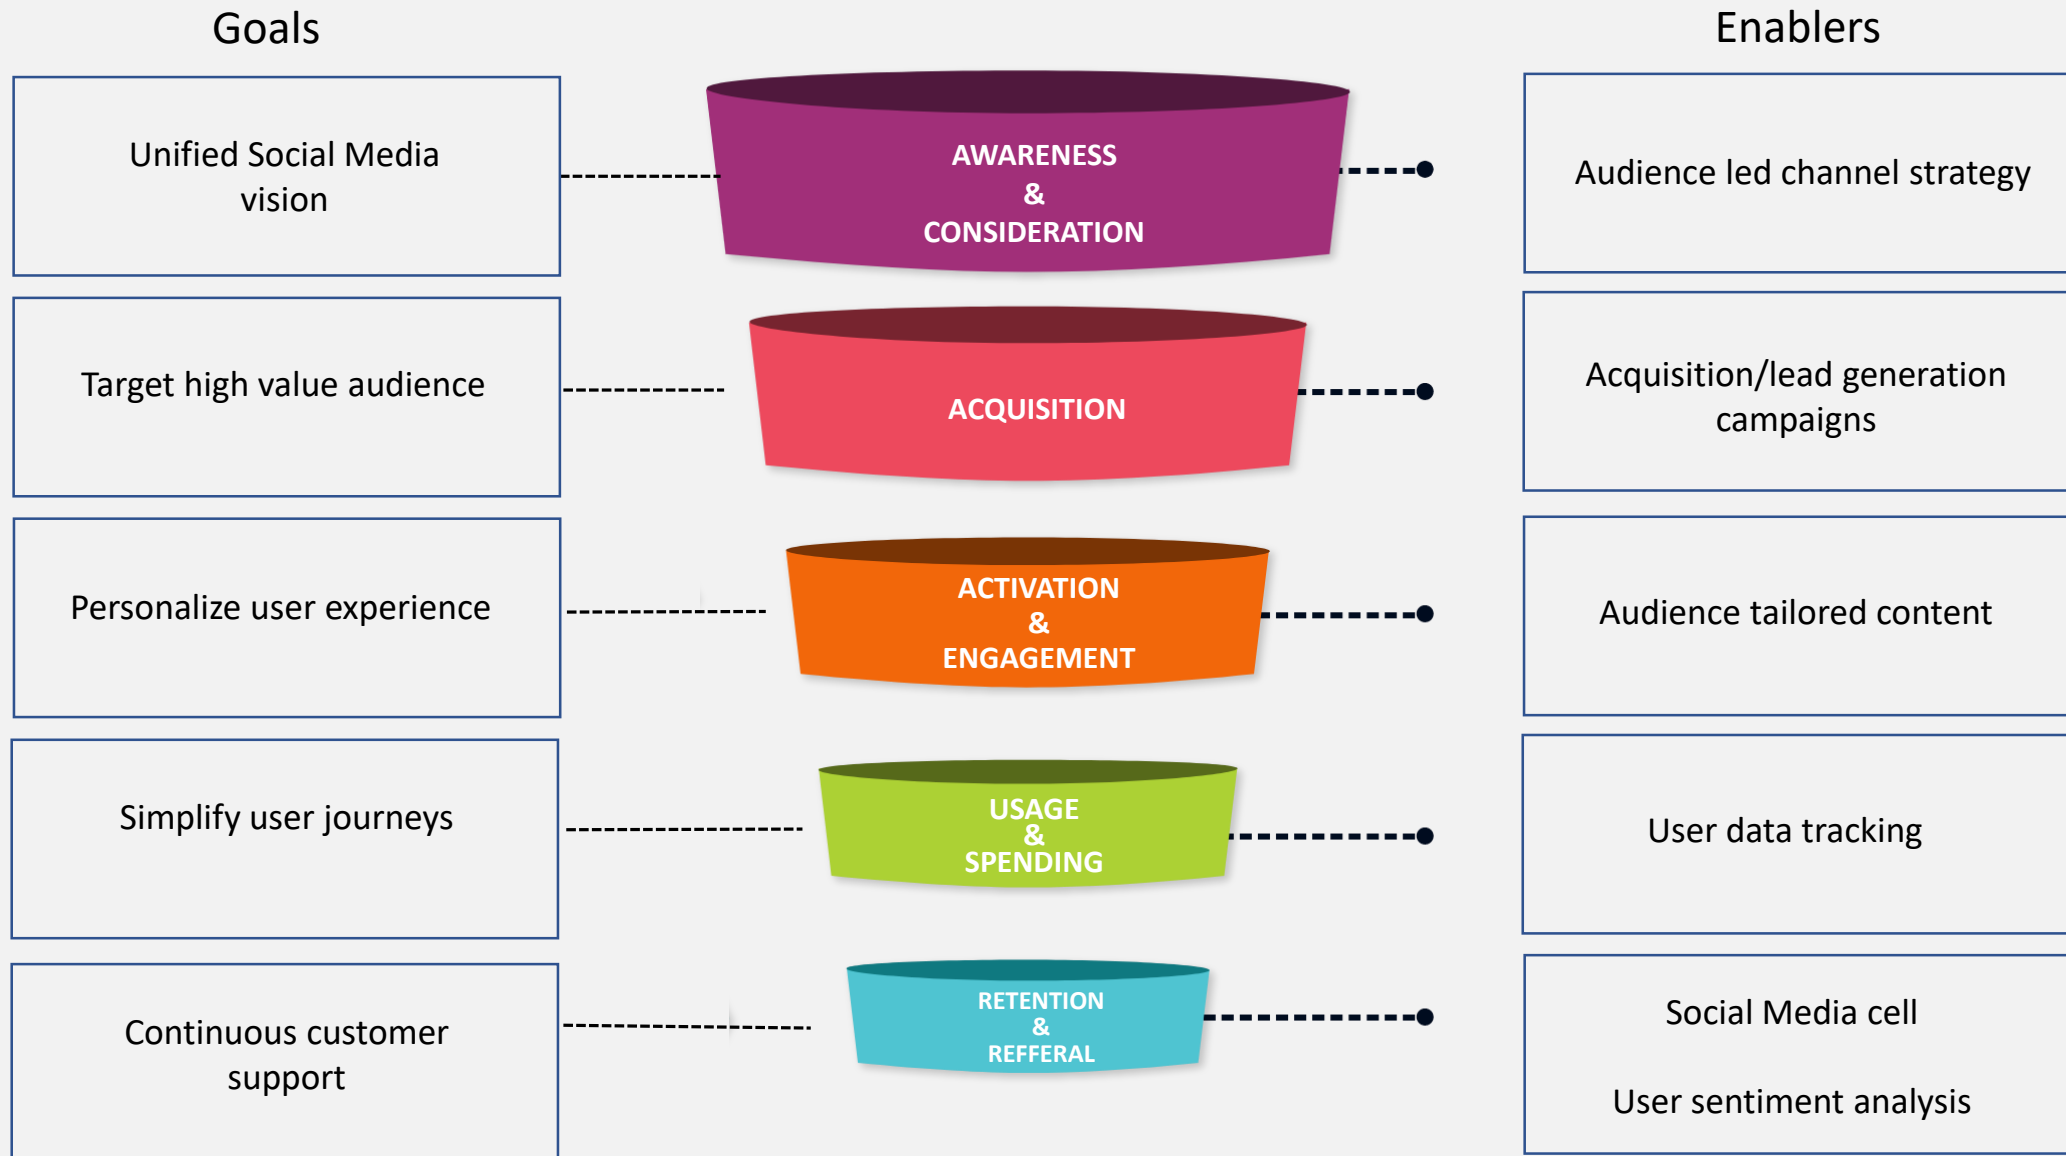 Goals
Enablers
Unified Social Media
vision
AWARENESS
&
CONSIDERATION
Audience led channel strategy
Target high value audience
ACQUISITION
Acquisition/lead generation
campaigns
Personalize user experience
ACTIVATION
&
ENGAGEMENT
Audience tailored content
Simplify user journeys
USAGE
&
SPENDING
User data tracking
Continuous customer
support
RETENTION
&
REFFERAL
Social Media cell
User sentiment analysis